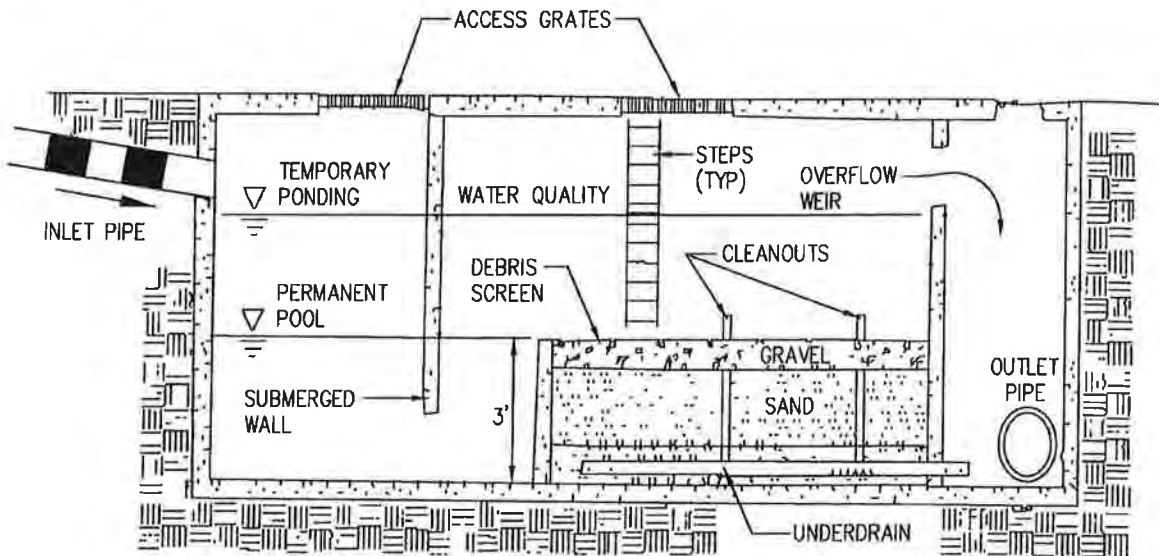 ACCESS GRATES
TEMPORARY
PONDING
WATER QUALITY
STEPS
(TYP)
OVERFLOW
WEIR
INLET PIPE
CLEANOUTS
DEBRIS
SCREEN
PERMANENT
POOL
GRAVEL
SUBMERGED
WALL
3'
SAND
OUTLET
PIPE
UNDERDRAIN